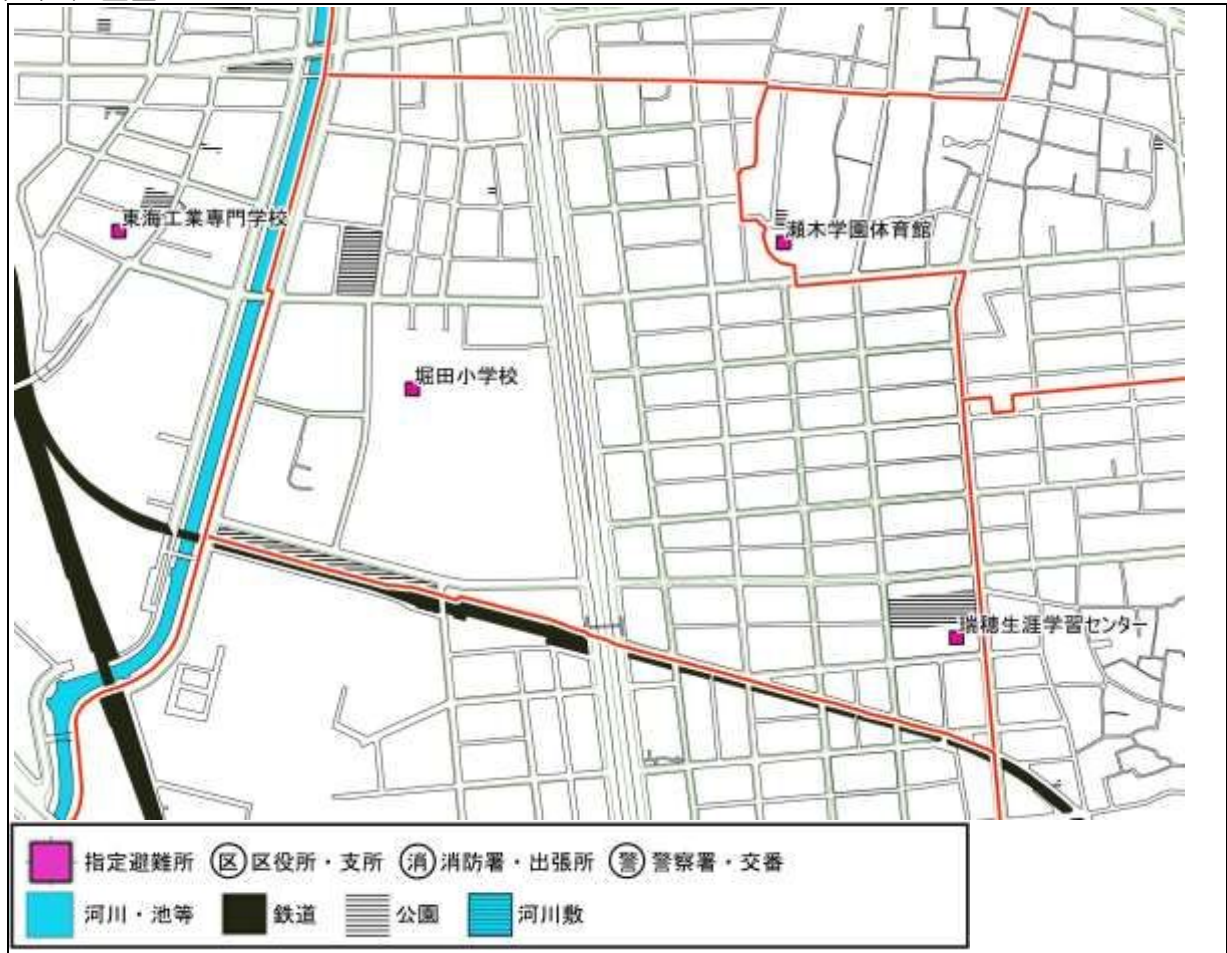 東海工業専門学校
瀬木学園体育館
堀田小学校
瑞穂生涯学習センター
指定避難所 区 区役所・支所 消 消防署・出張所 警 警察署・交番
河川・池等 鉄道 公園 河川敷